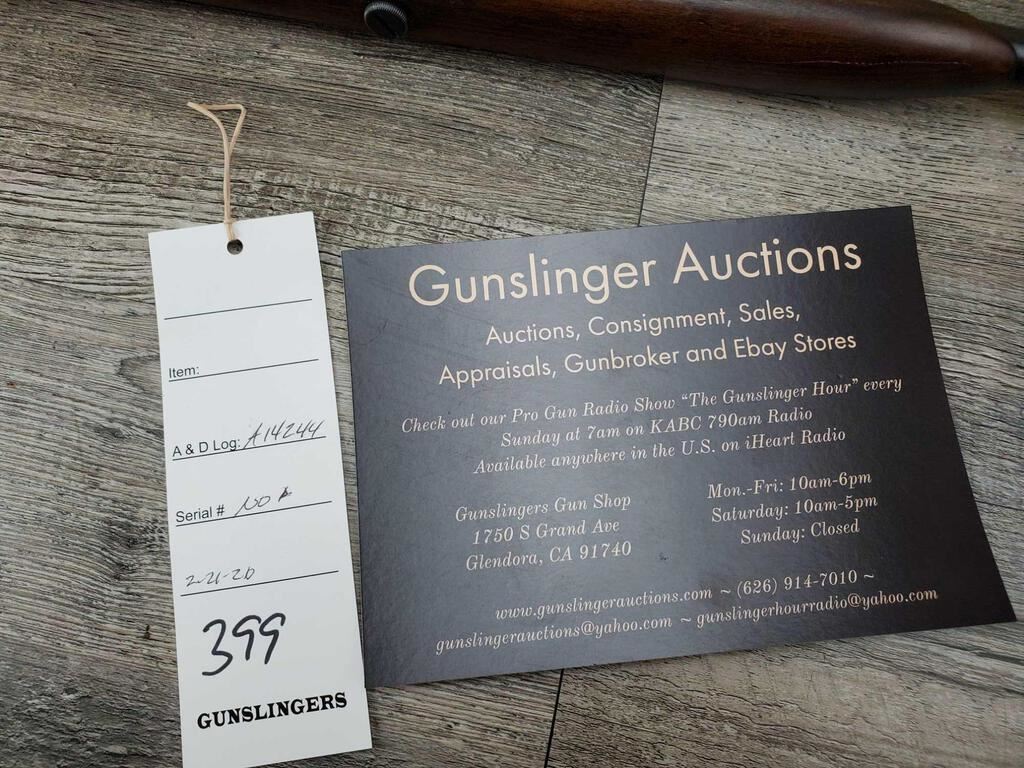 Item:
A & D Log: A14244
Serial # NO #
2-21-20
399
GUNSLINGERS
Gunslinger Auctions
Auctions, Consignment, Sales,
Appraisals, Gunbroker and Ebay Stores
Check out our Pro Gun Radio Show "The Gunslinger Hour" every
Sunday at 7am on KABC 790am Radio
Available anywhere in the U.S. on iHeart Radio
Gunslingers Gun Shop
1750 S Grand Ave
Glendora, CA 91740
Mon.-Fri: 10am-6pm
Saturday: 10am-5pm
Sunday: Closed
www.gunslingerauctions.com ~ (626) 914-7010 ~
gunslingerauctions@yahoo.com ~ gunslingerhourradio@yahoo.com